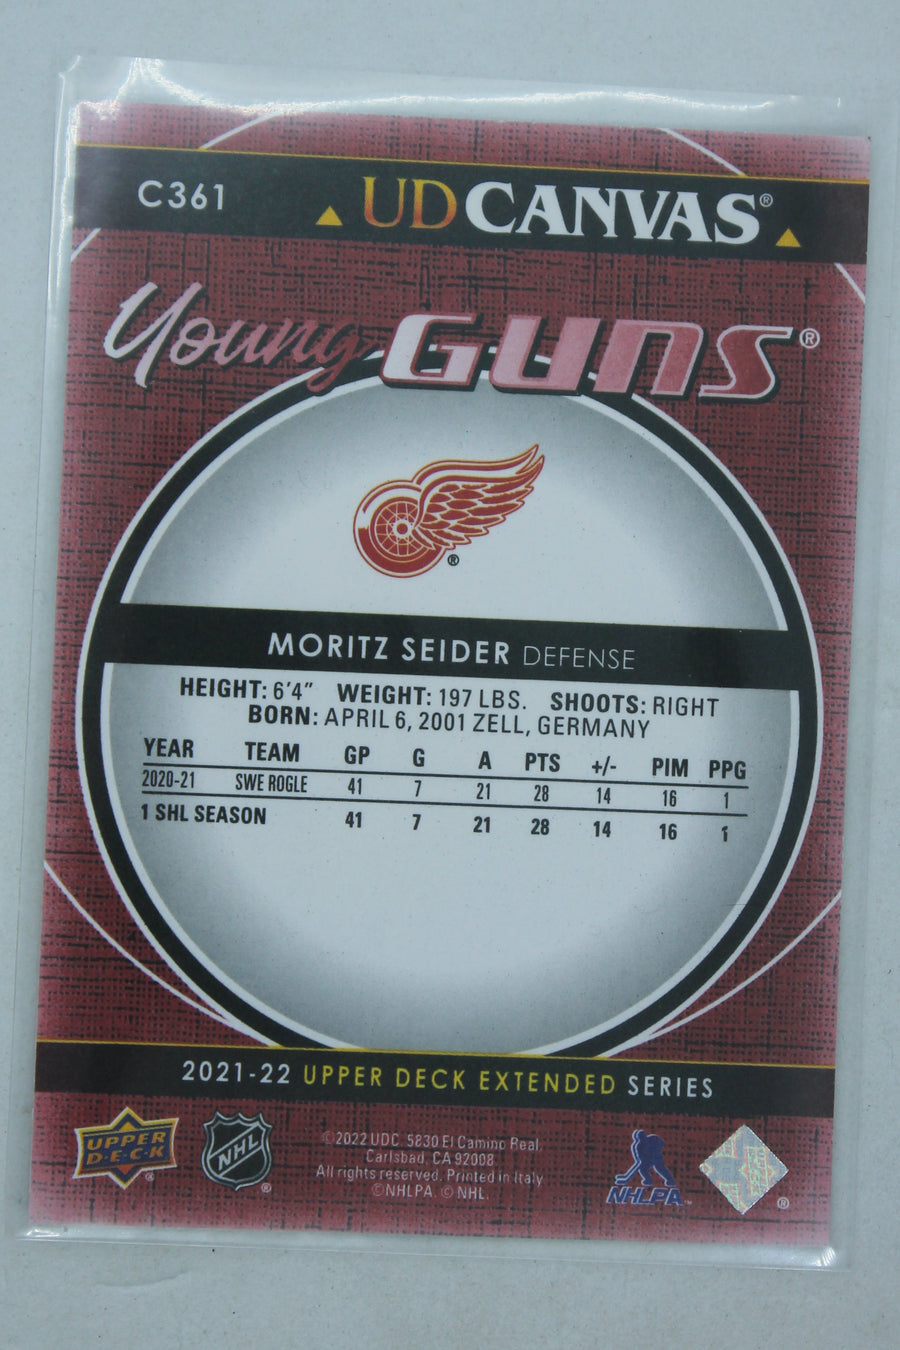 C361 UD CANVAS®
Young GUNS®
®
MORITZ SEIDER DEFENSE
HEIGHT: 6'4" WEIGHT: 197 LBS. SHOOTS: RIGHT
BORN: APRIL 6, 2001 ZELL, GERMANY
YEAR TEAM GP G A PTS +/- PIM PPG
2020-21 SWE ROGLE 41 7 21 28 14 16 1
1 SHL SEASON 41 7 21 28 14 16 1
2021-22 UPPER DECK EXTENDED SERIES
UPPER
D·E·C·K
®
NHL
®
©2022 UDC. 5830 El Camino Real,
Carlsbad, CA 92008.
All rights reserved. Printed in Italy
©NHLPA. ©NHL.
NHLPA™
®